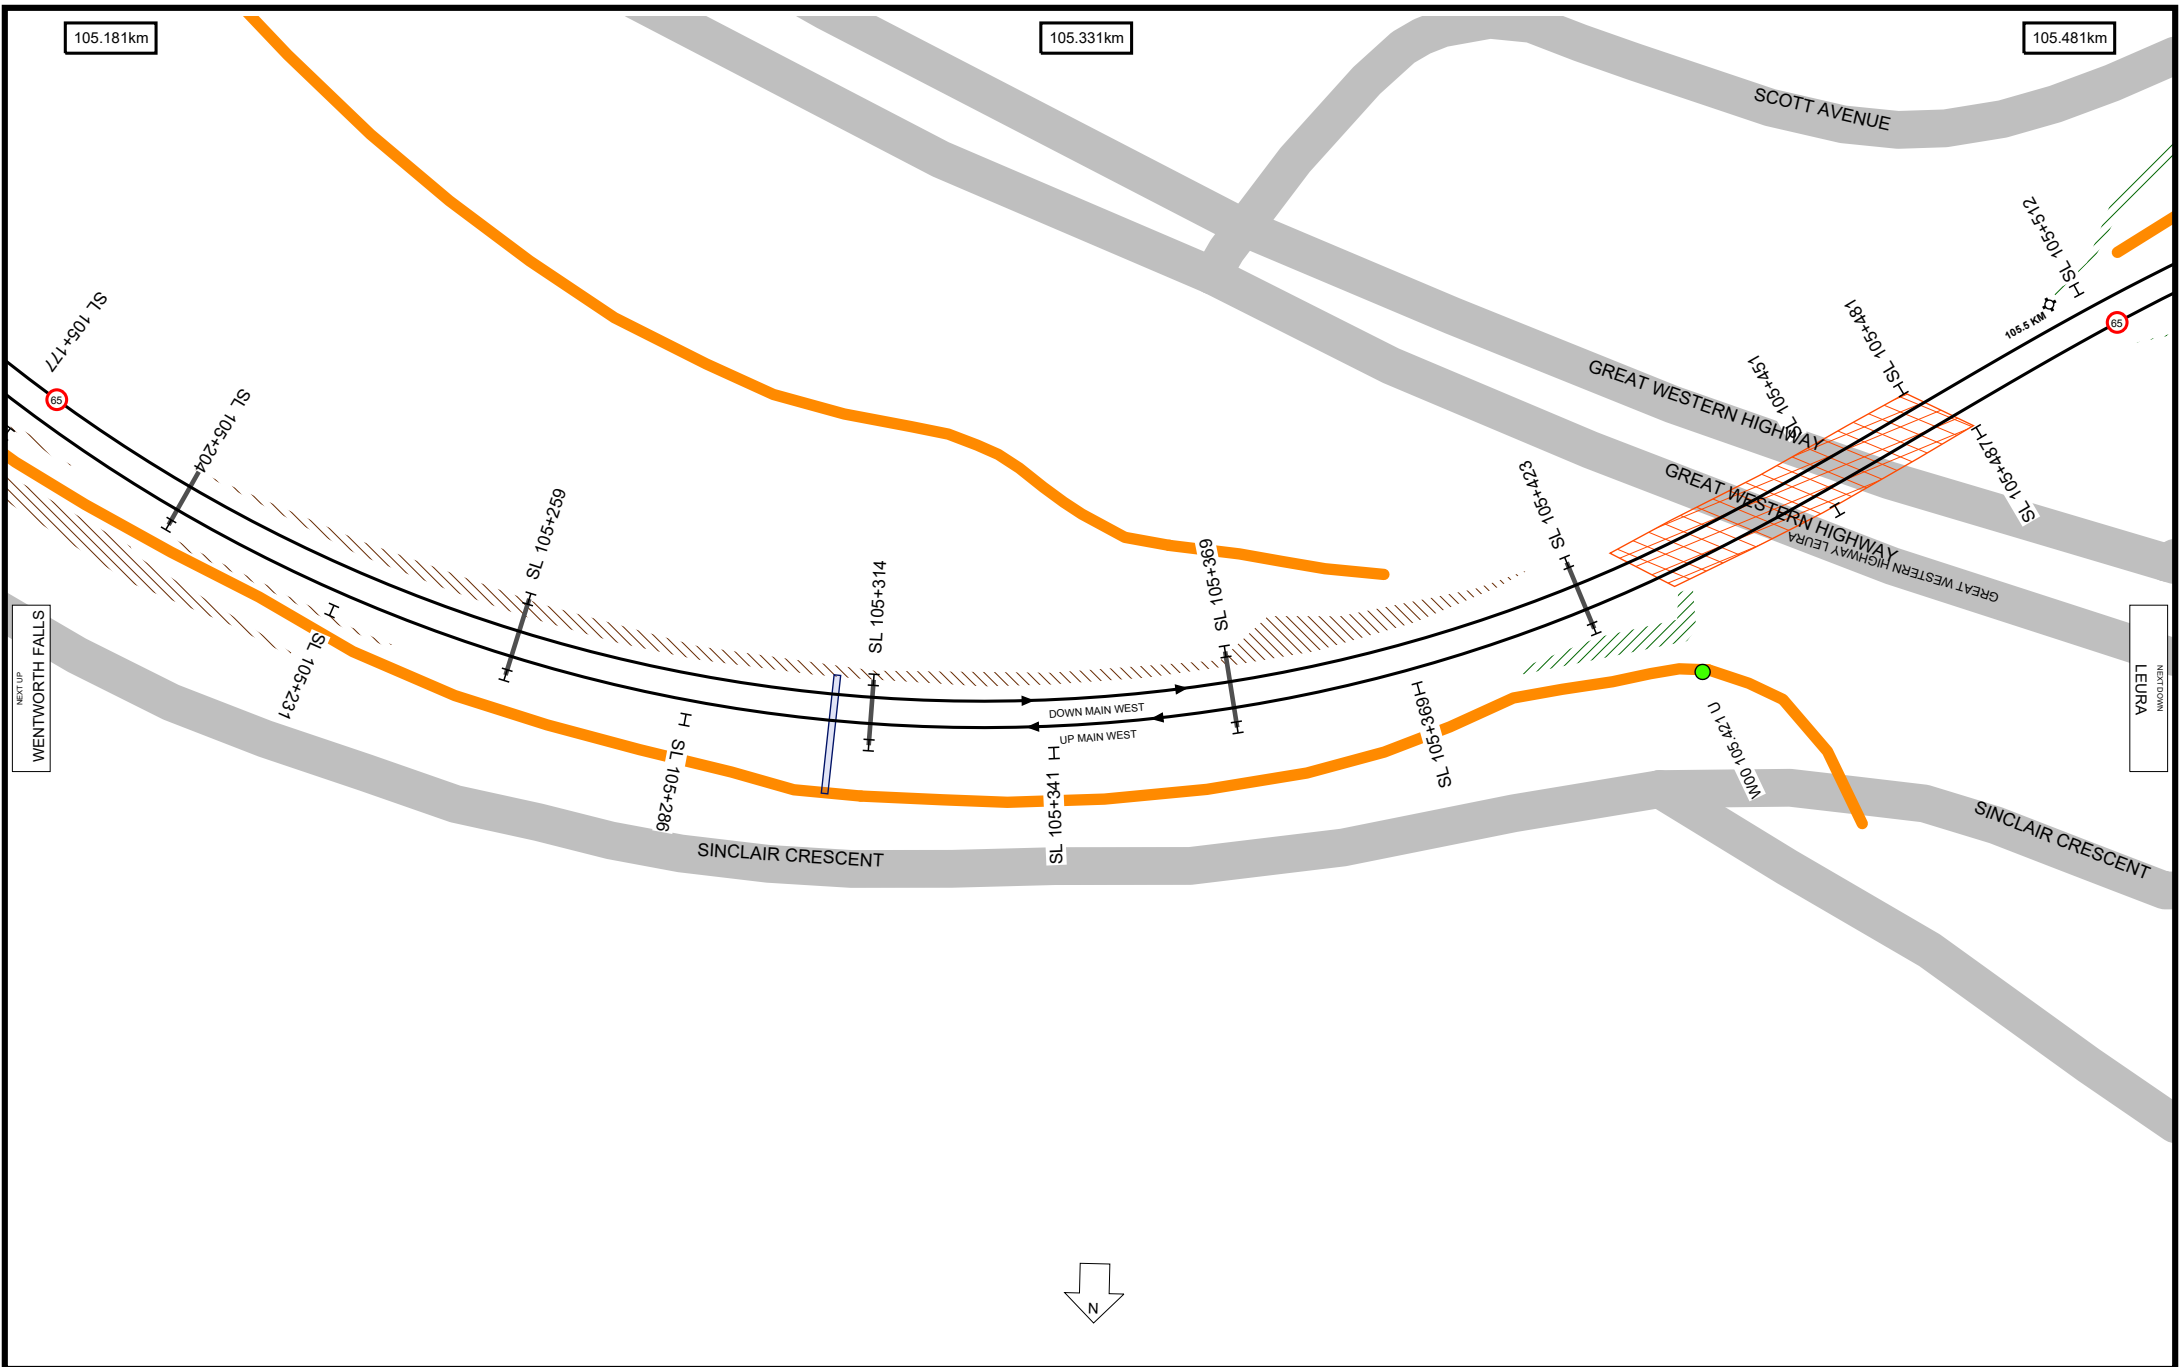 105.181km
105.331km
105.481km
SCOTT AVENUE
SL 105+512
105.5 KM
65
SL 105+177
65
SL 105+204
SL 105+481
SL 105+451
GREAT WESTERN HIGHWAY
GREAT WESTERN HIGHWAY
GREAT WESTERN HIGHWAY LEURA
SL 105+487
SL 105+423
SL 105+259
SL 105+314
SL 105+369
NEXT UP
WENTWORTH FALLS
SL 105+231
SL 105+286
DOWN MAIN WEST
UP MAIN WEST
SL 105+341
SL 105+369
W00 105.421 U
NEXT DOWN
LEURA
SINCLAIR CRESCENT
SINCLAIR CRESCENT
N